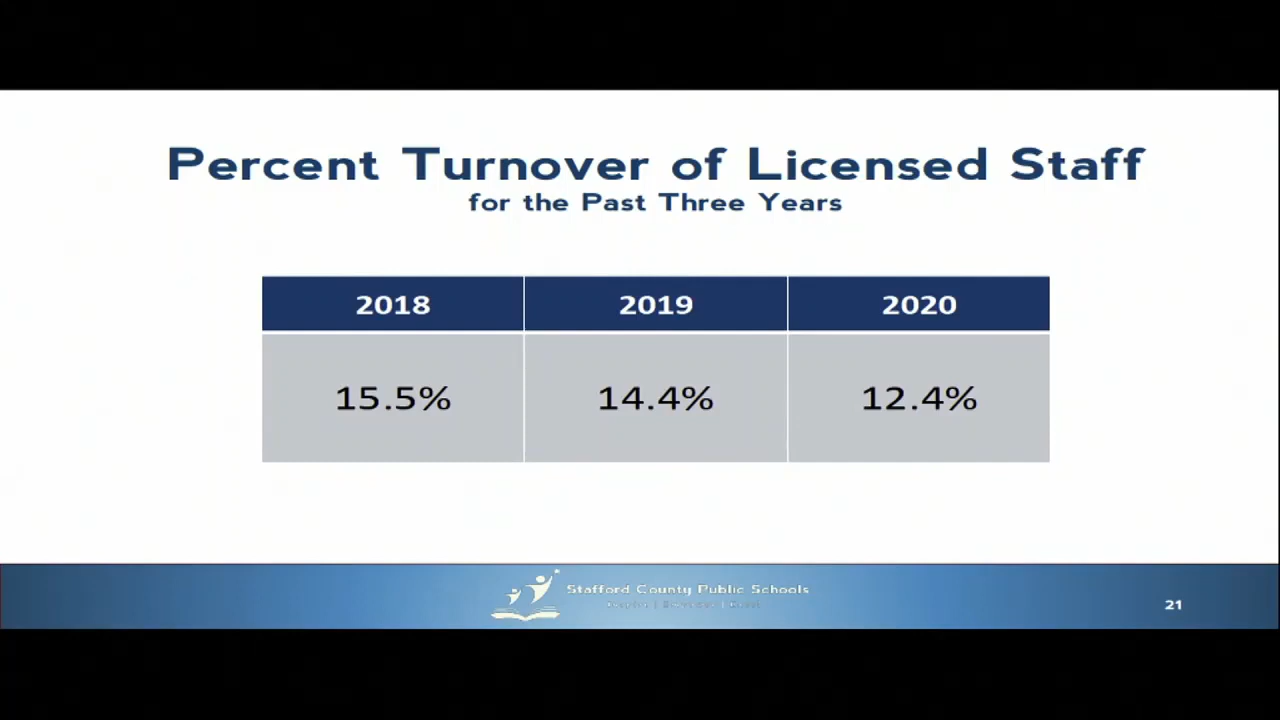 Percent Turnover of Licensed Staff
for the Past Three Years
2018 2019 2020
15.5% 14.4% 12.4%
Stafford County Public Schools
21